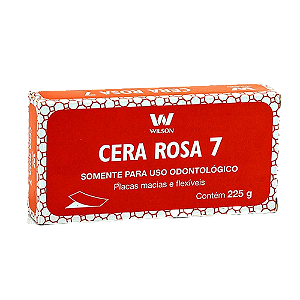 W
WILSON
CERA ROSA 7
SOMENTE PARA USO ODONTOLÓGICO
Placas macias e flexíveis
Contém 225 g